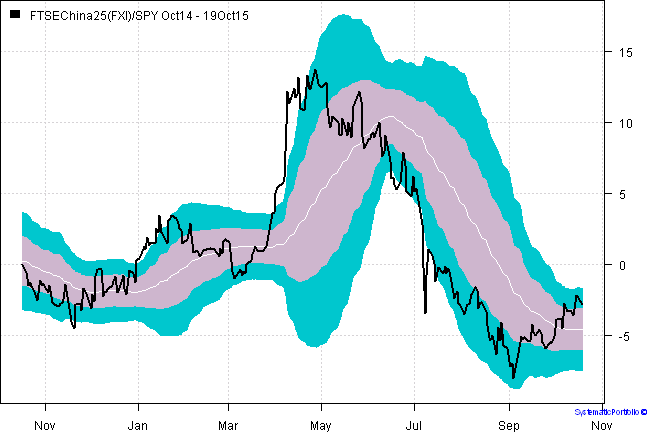 FTSEChina25(FXI)/SPY Oct14 - 19Oct15
15
10
5
0
-5
Nov Jan Mar May Jul Sep Nov
SystematicPortfolio ©